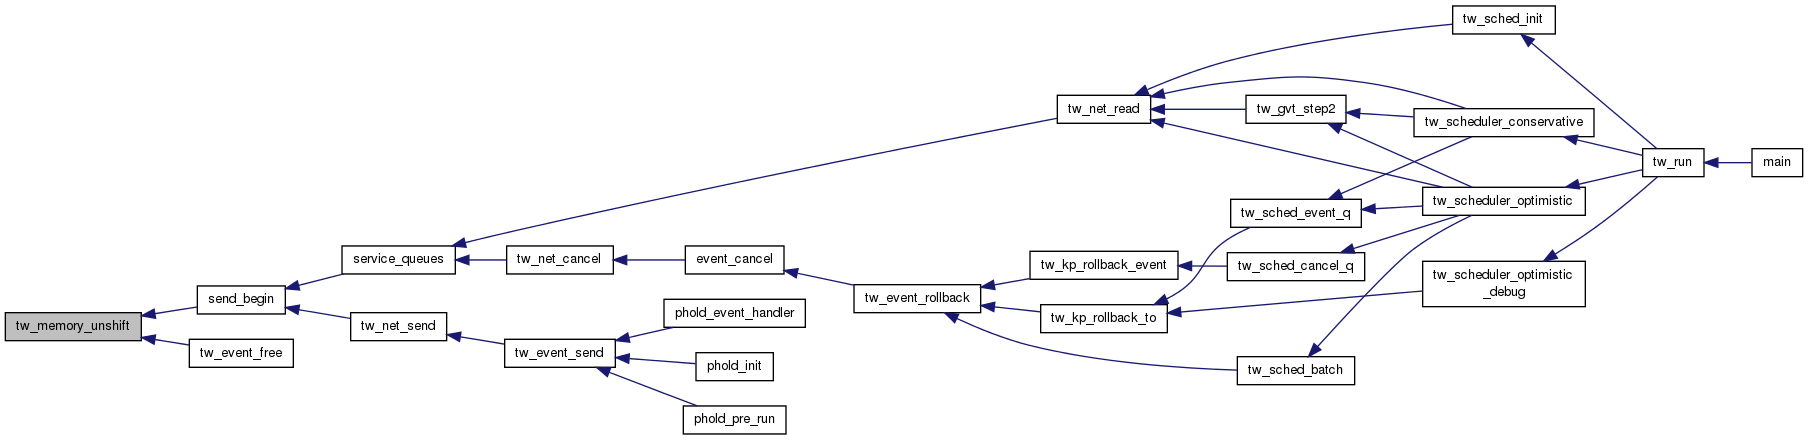 tw_memory_unshift
send_begin
tw_event_free
service_queues
tw_net_send
tw_net_cancel
tw_event_send
event_cancel
phold_event_handler
phold_init
phold_pre_run
tw_event_rollback
tw_net_read
tw_kp_rollback_event
tw_kp_rollback_to
tw_gvt_step2
tw_sched_event_q
tw_sched_cancel_q
tw_sched_batch
tw_sched_init
tw_scheduler_conservative
tw_scheduler_optimistic
tw_scheduler_optimistic
_debug
tw_run
main